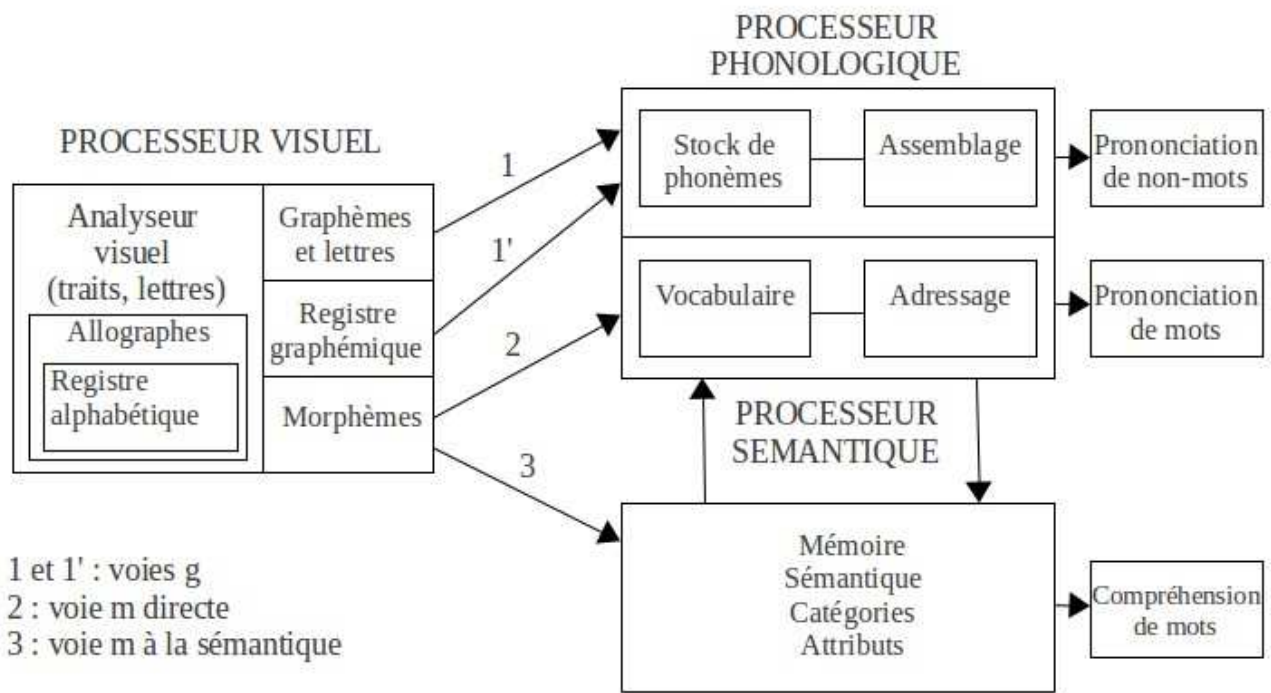 PROCESSEUR
PHONOLOGIQUE
PROCESSEUR VISUEL
Analyseur
visuel
(traits, lettres)
Allographes
Registre
alphabétique
Graphèmes
et lettres
Registre
graphémique
Morphèmes
1
1'
2
3
Stock de
phonèmes
Assemblage
Prononciation
de non-mots
Vocabulaire
Adressage
Prononciation
de mots
PROCESSEUR
SEMANTIQUE
Mémoire
Sémantique
Catégories
Attributs
Compréhension
de mots
1 et 1' : voies g
2 : voie m directe
3 : voie m à la sémantique